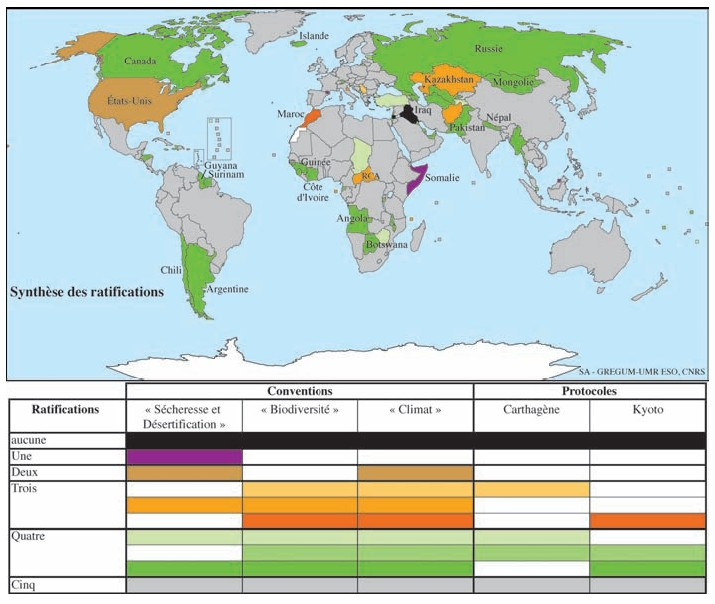 Islande
Russie
Canada
Kazakhstan
Mongolie
États-Unis
Iraq
Maroc
Népal
Pakistan
Guyana
Guinée
Surinam
RCA
Somalie
Côte
d'Ivoire
Angola
Botswana
Chili
Synthèse des ratifications
Argentine
SA - GREGUM-UMR ESO, CNRS
Conventions
Protocoles
Ratifications
« Sécheresse et
Désertification »
« Biodiversité »
« Climat »
Carthagène
Kyoto
aucune
Une
Deux
Trois
Quatre
Cinq